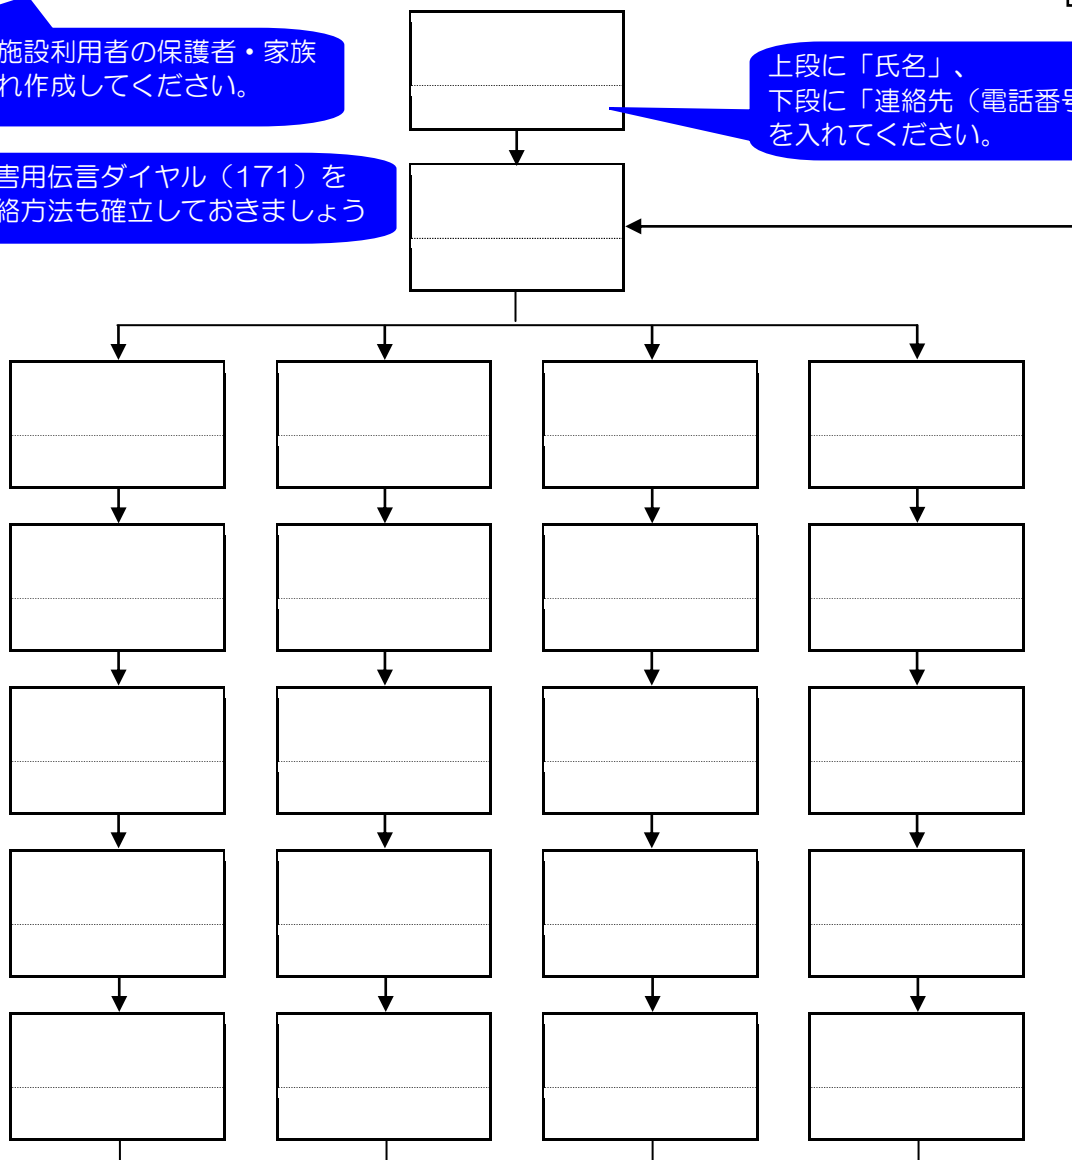 施設利用者の保護者・家族
れ作成してください。
上段に「氏名」、
下段に「連絡先（電話番号
を入れてください。
害用伝言ダイヤル（171）を
絡方法も確立しておきましょう